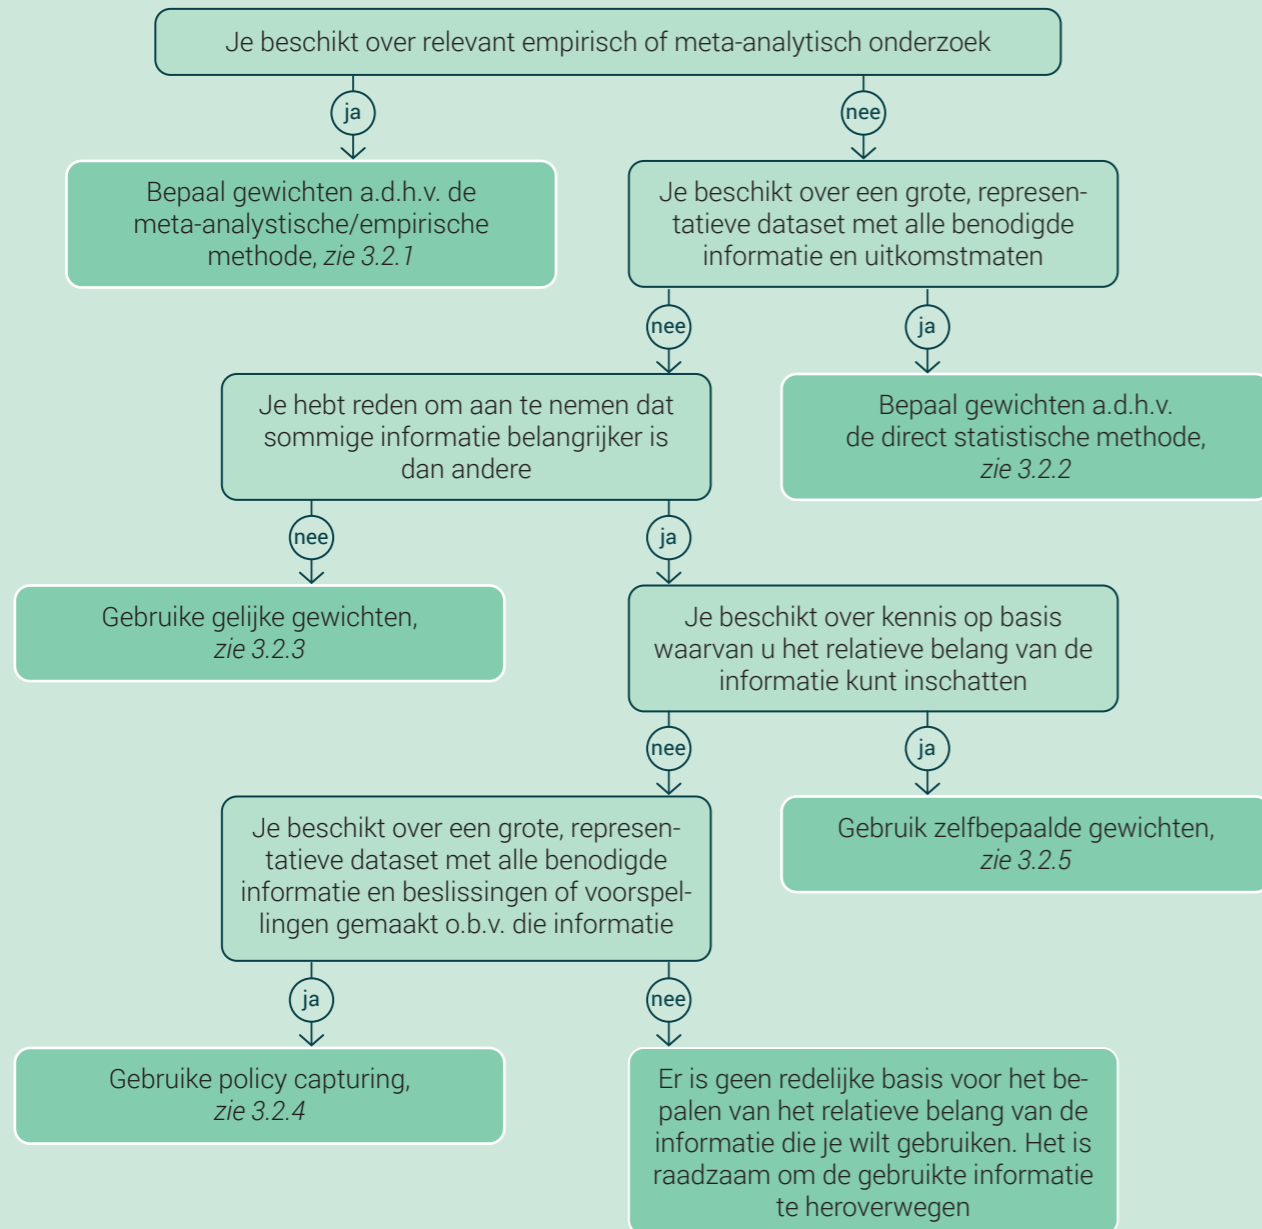 Je beschikt over relevant empirisch of meta-analytisch onderzoek
ja
nee
Bepaal gewichten a.d.h.v. de
meta-analystische/empirische
methode, zie 3.2.1
Je beschikt over een grote, represen-
tatieve dataset met alle benodigde
informatie en uitkomstmaten
nee
ja
Je hebt reden om aan te nemen dat
sommige informatie belangrijker is
dan andere
Bepaal gewichten a.d.h.v.
de direct statistische methode,
zie 3.2.2
nee
ja
Gebruike gelijke gewichten,
zie 3.2.3
Je beschikt over kennis op basis
waarvan u het relatieve belang van de
informatie kunt inschatten
nee
ja
Je beschikt over een grote, represen-
tatieve dataset met alle benodigde
informatie en beslissingen of voorspel-
lingen gemaakt o.b.v. die informatie
Gebruik zelfbepaalde gewichten,
zie 3.2.5
ja
nee
Gebruike policy capturing,
zie 3.2.4
Er is geen redelijke basis voor het be-
palen van het relatieve belang van de
informatie die je wilt gebruiken. Het is
raadzaam om de gebruikte informatie
te heroverwegen